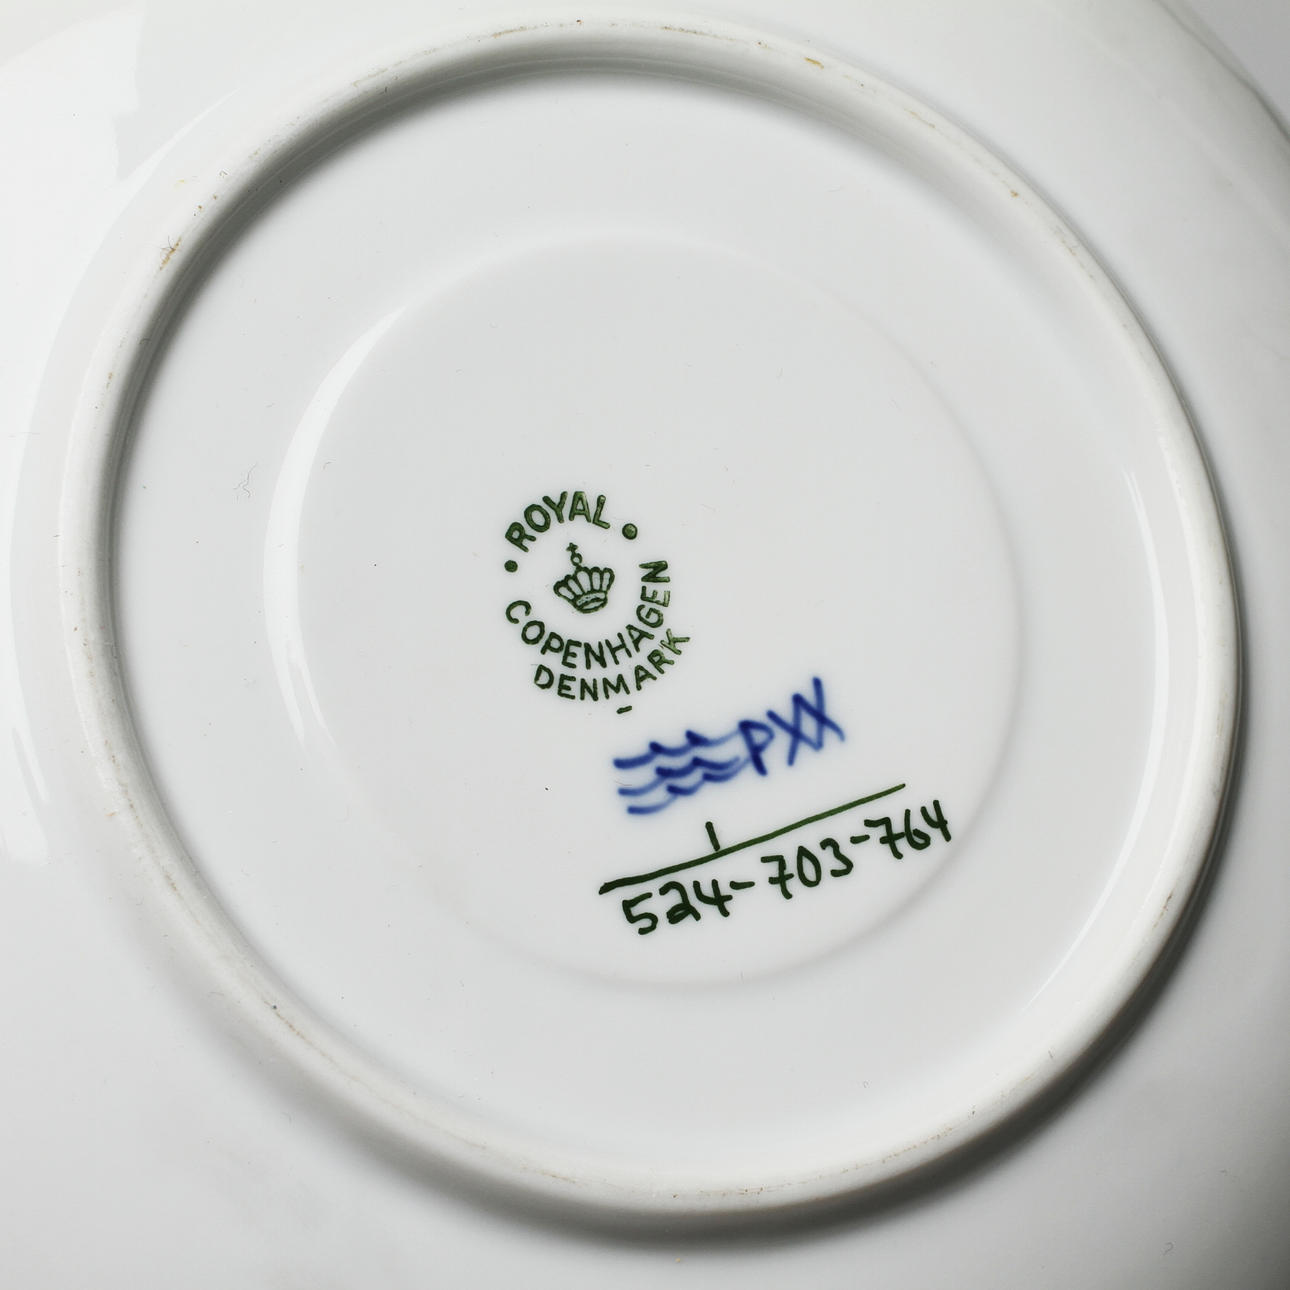 ROYAL
COPENHAGEN
DENMARK
PXX
1
524-703-764